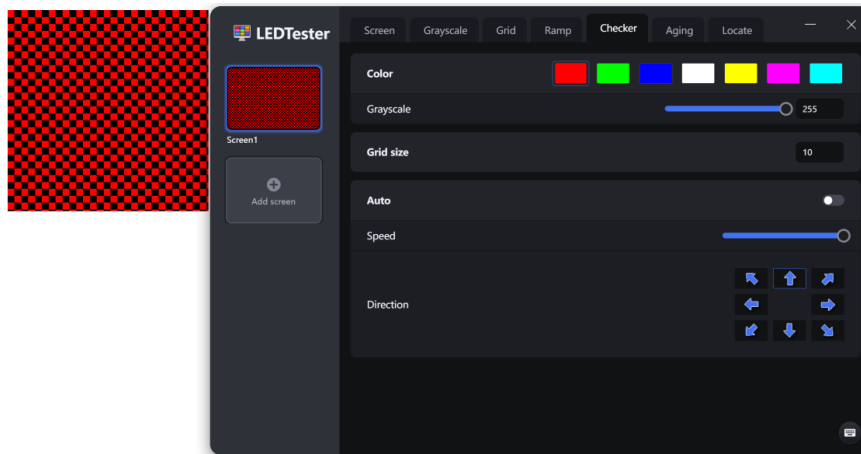 LEDTester
Screen Grayscale Grid Ramp Checker Aging Locate
Screen1
Add screen
Color
Grayscale 255
Grid size 10
Auto
Speed
Direction